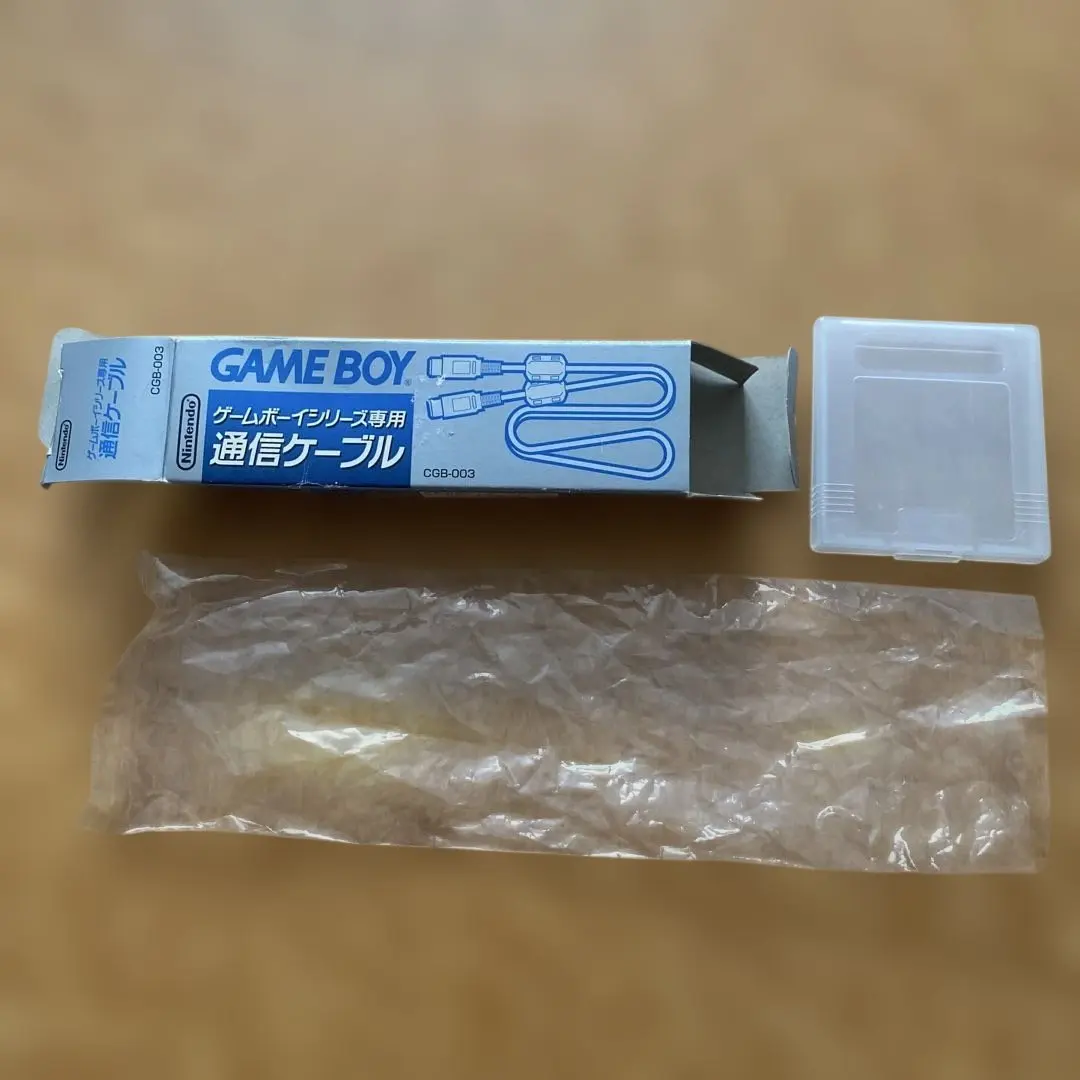 Nintendo
ゲームボーイシリーズ専用
通信ケーブル
CGB-003
GAME BOY®
Nintendo
ゲームボーイシリーズ専用
通信ケーブル
CGB-003